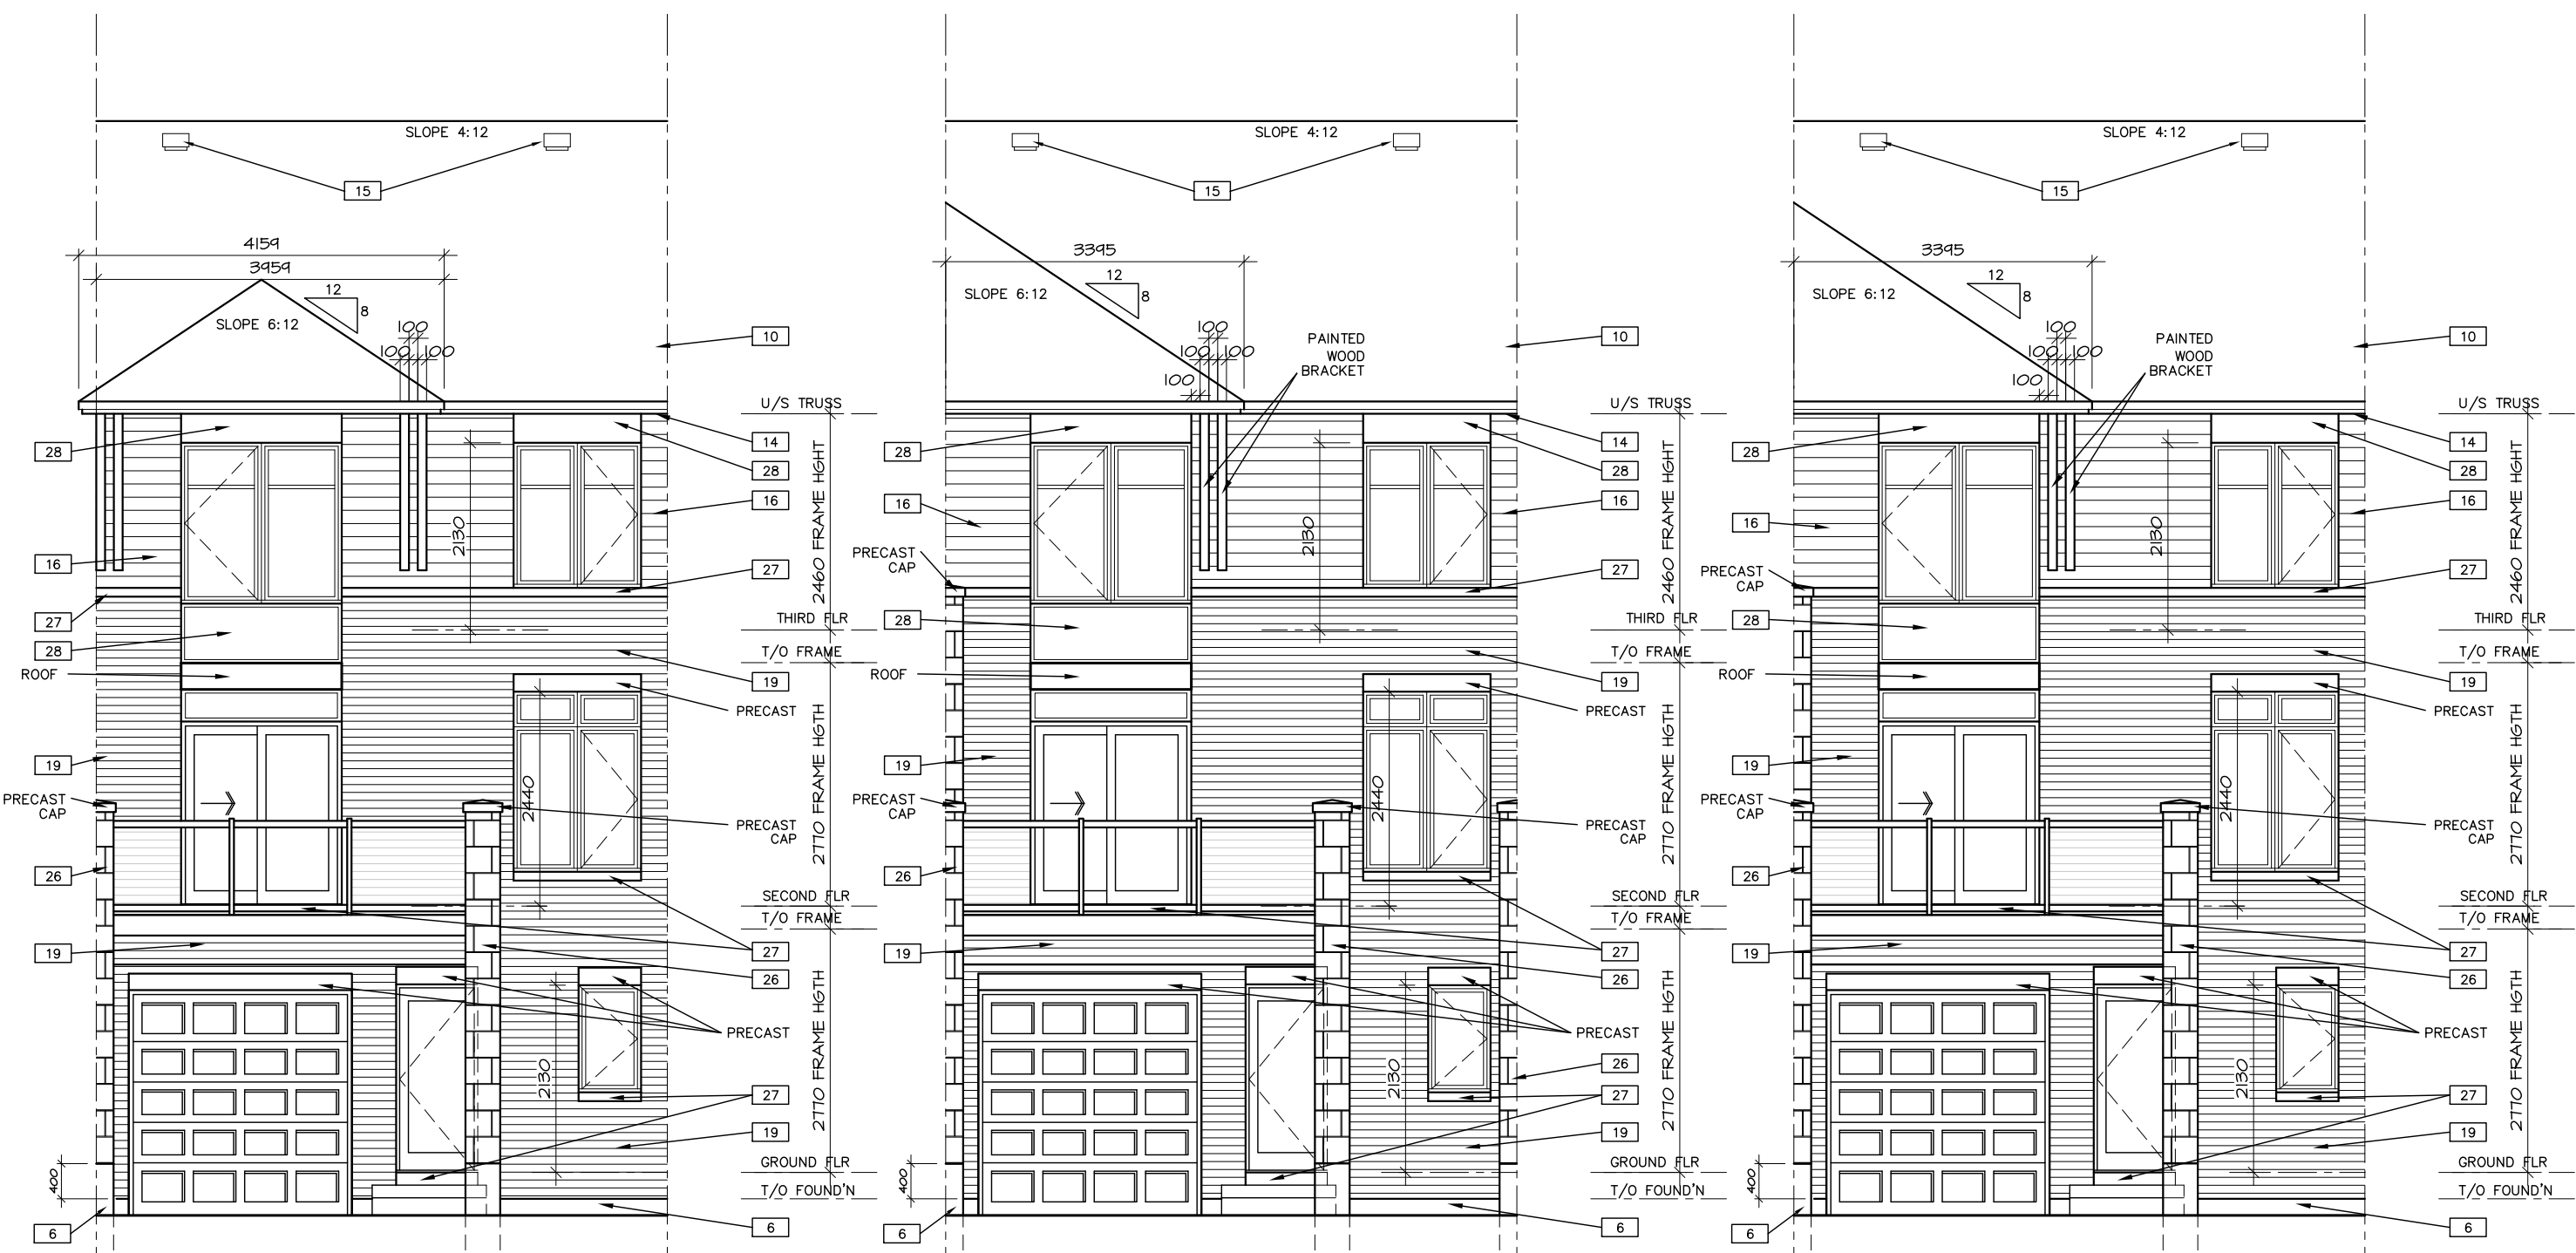 SLOPE 4:12
15
4159
3959
12
8
SLOPE 6:12
100
100
100
10
U/S TRUSS
14
28
28
2460 FRAME HGHT
16
2130
16
27
27
THIRD FLR
28
T/O FRAME
ROOF
19
PRECAST
2770 FRAME HGTH
19
2440
PRECAST
CAP
PRECAST
CAP
26
SECOND FLR
T/O FRAME
19
27
26
2770 FRAME HGTH
PRECAST
2130
27
19
GROUND FLR
400
T/O FOUND'N
6
6
SLOPE 4:12
15
3395
12
8
SLOPE 6:12
100
100
100
100
PAINTED
WOOD
BRACKET
10
U/S TRUSS
14
28
28
2460 FRAME HGHT
16
16
2130
PRECAST
CAP
27
THIRD FLR
28
T/O FRAME
ROOF
19
PRECAST
2770 FRAME HGTH
19
2440
PRECAST
CAP
PRECAST
CAP
26
SECOND FLR
T/O FRAME
19
27
26
2770 FRAME HGTH
PRECAST
26
2130
27
19
GROUND FLR
400
T/O FOUND'N
6
6
SLOPE 4:12
15
3395
12
8
SLOPE 6:12
100
100
100
100
PAINTED
WOOD
BRACKET
10
U/S TRUSS
14
28
28
2460 FRAME HGHT
16
16
2130
PRECAST
CAP
27
THIRD FLR
28
T/O FRAME
ROOF
19
PRECAST
2770 FRAME HGTH
19
2440
PRECAST
CAP
PRECAST
CAP
26
SECOND FLR
T/O FRAME
19
27
26
2770 FRAME HGTH
PRECAST
2130
27
19
GROUND FLR
400
T/O FOUND'N
6
6